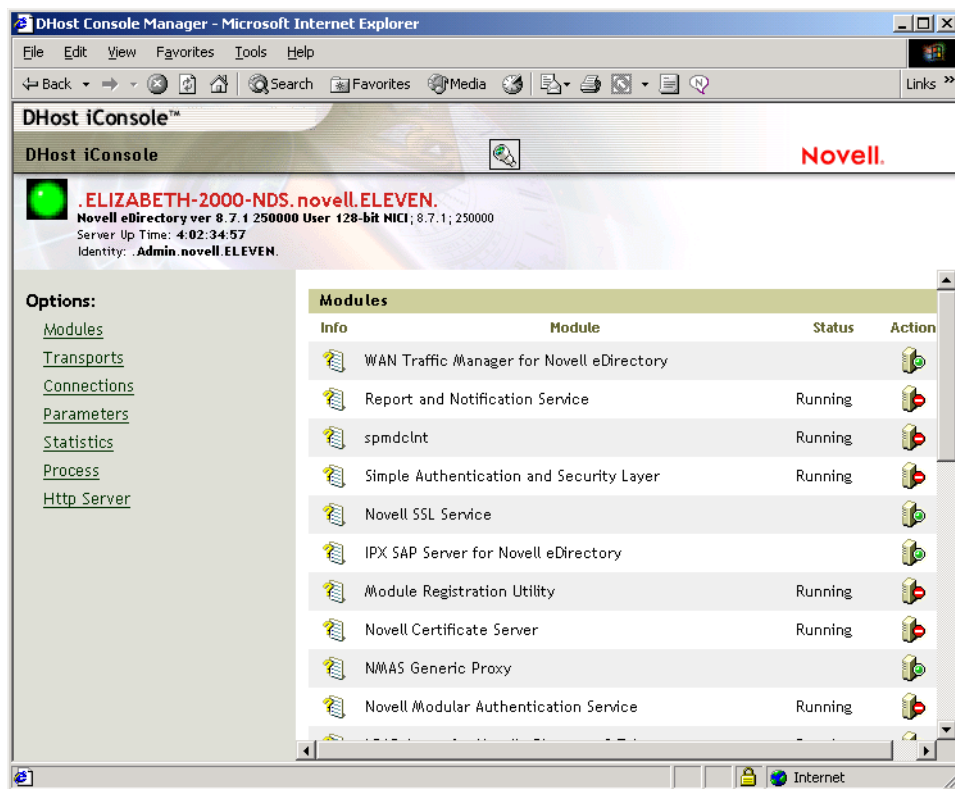 DHost Console Manager - Microsoft Internet Explorer
File Edit View Favorites Tools Help
Back Search Favorites Media Links »
DHost iConsole™
DHost iConsole
Novell.
.ELIZABETH-2000-NDS.novell.ELEVEN.
Novell eDirectory ver 8.7.1 250000 User 128-bit NICI; 8.7.1; 250000
Server Up Time: 4:02:34:57
Identity: .Admin.novell.ELEVEN.
Options:
Modules
Transports
Connections
Parameters
Statistics
Process
Http Server
Modules
Info Module Status Action
WAN Traffic Manager for Novell eDirectory
Report and Notification Service Running
spmdclnt Running
Simple Authentication and Security Layer Running
Novell SSL Service
IPX SAP Server for Novell eDirectory
Module Registration Utility Running
Novell Certificate Server Running
NMAS Generic Proxy
Novell Modular Authentication Service Running
Internet